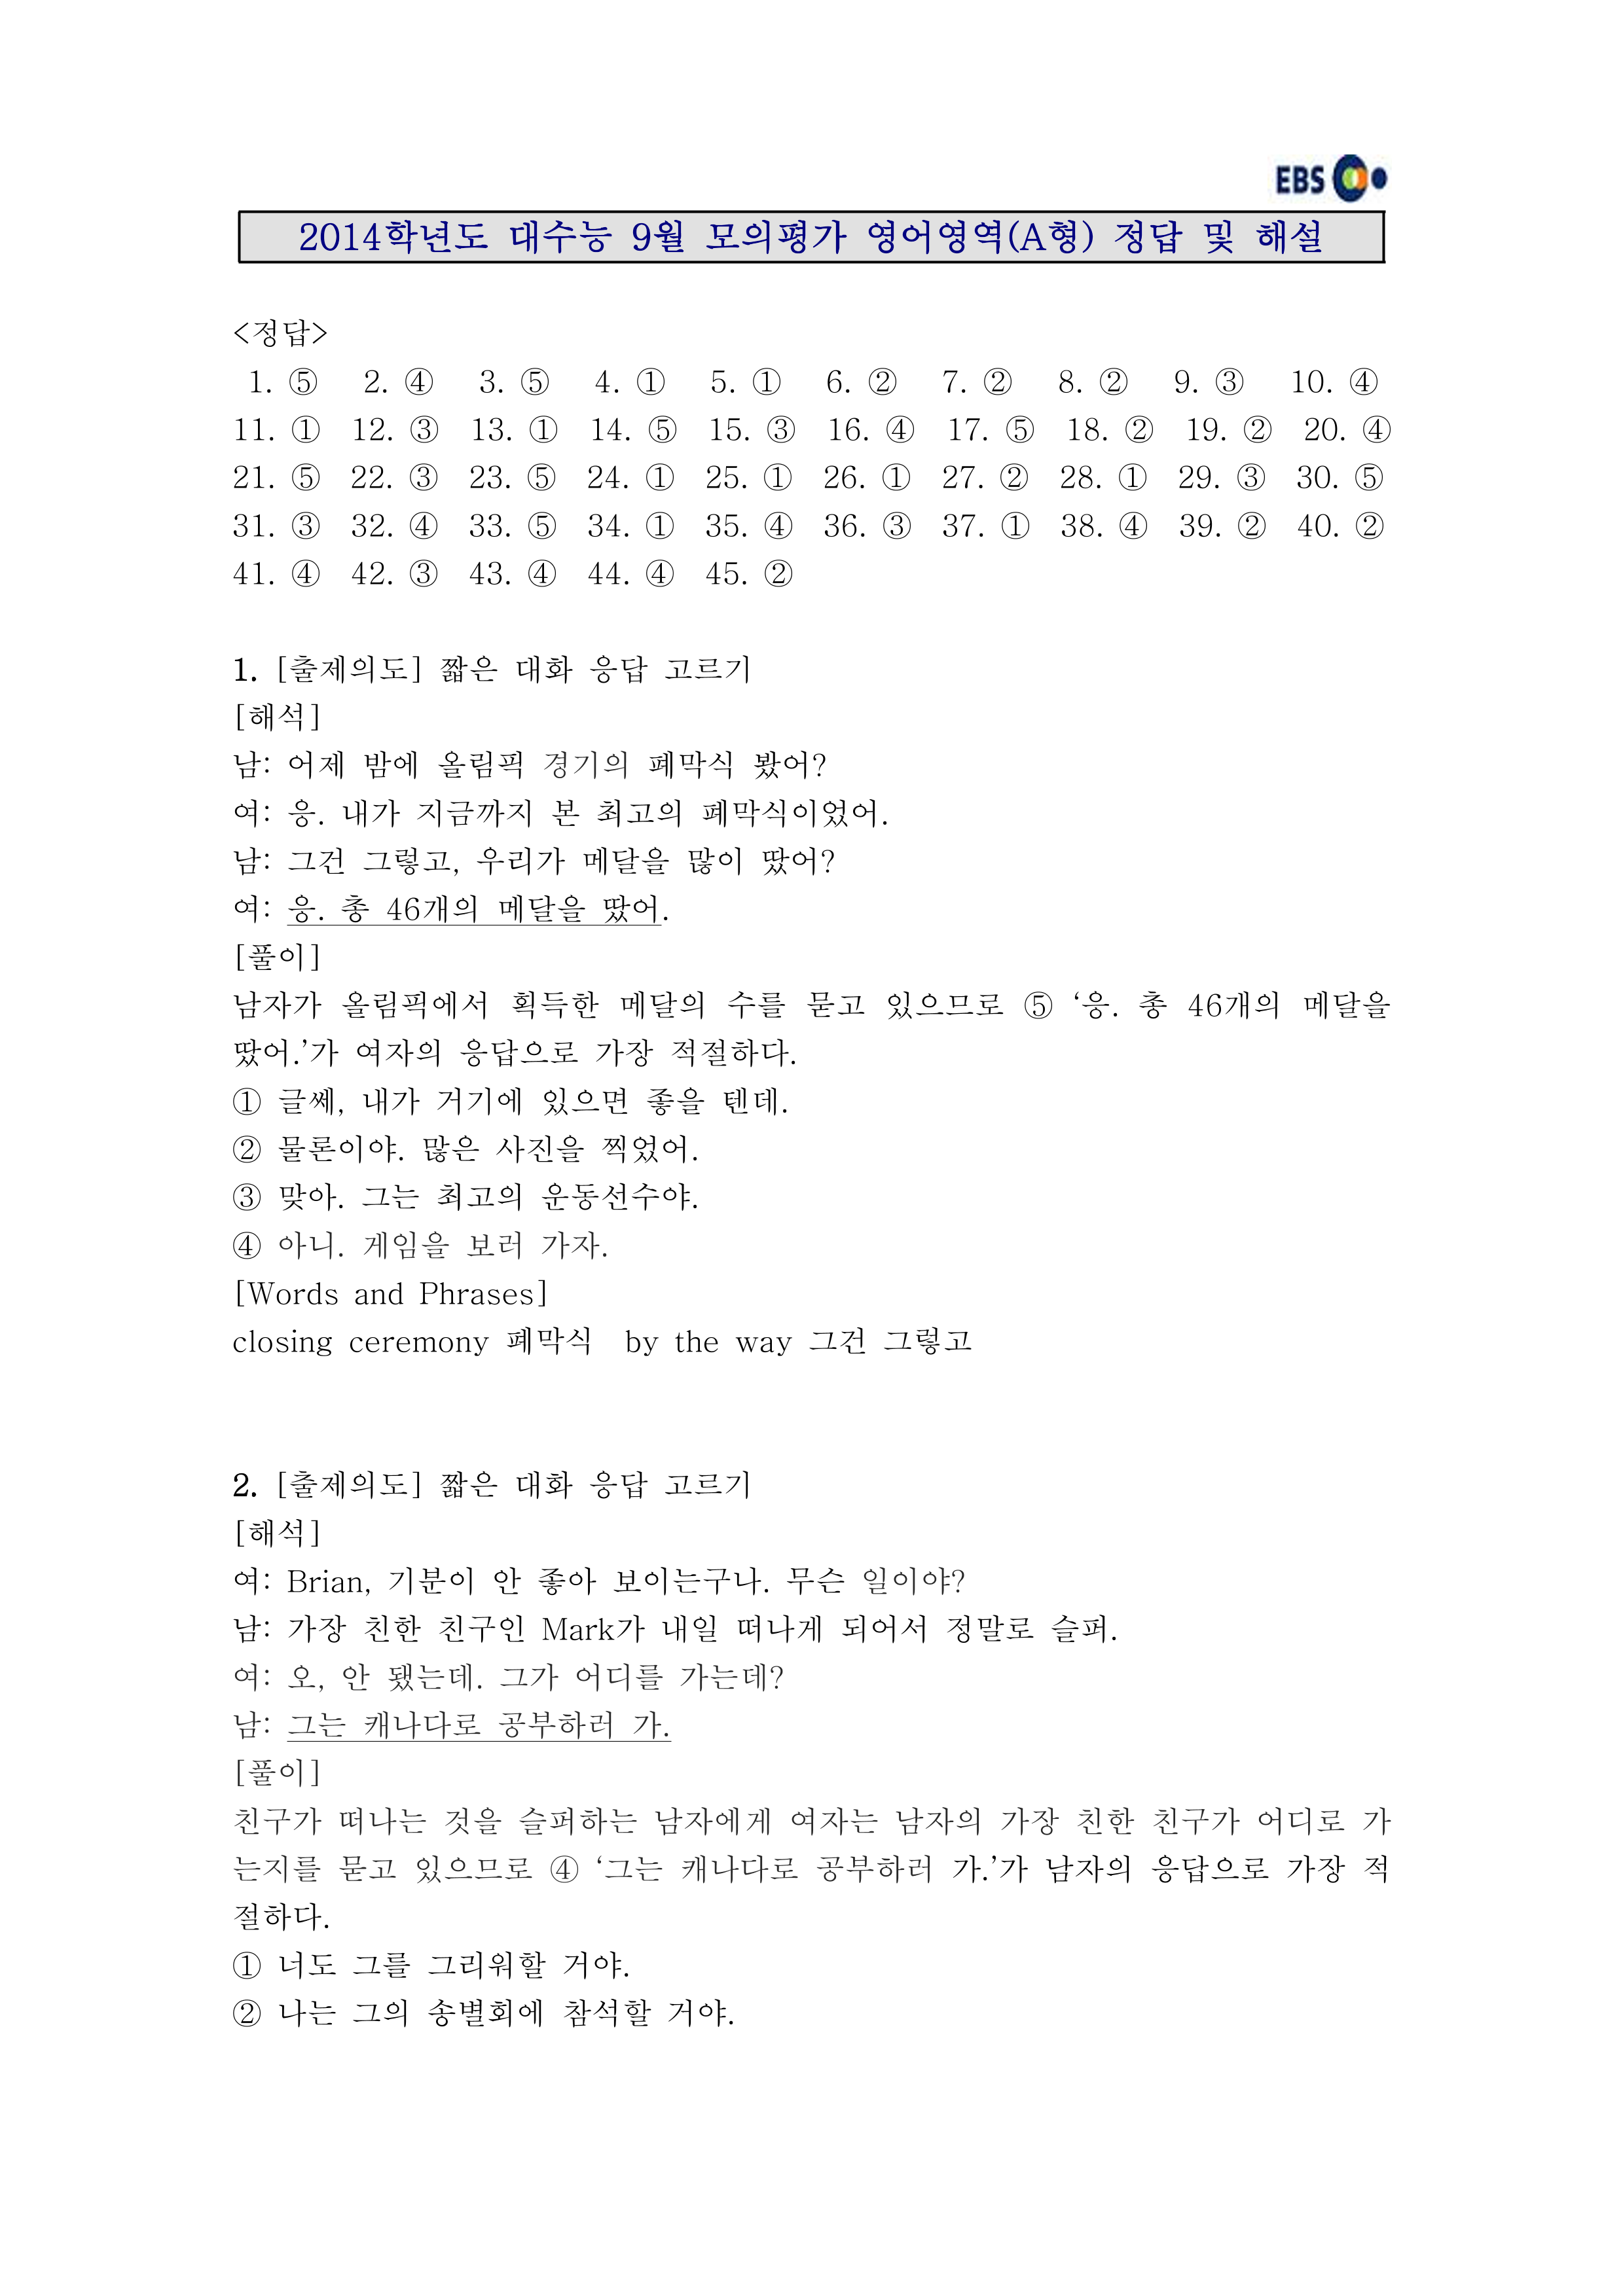 EBS
2014학년도 대수능 9월 모의평가 영어영역(A형) 정답 및 해설
<정답>
1. ⑤ 2. ④ 3. ⑤ 4. ① 5. ① 6. ② 7. ② 8. ② 9. ③ 10. ④
11. ① 12. ③ 13. ① 14. ⑤ 15. ③ 16. ④ 17. ⑤ 18. ② 19. ② 20. ④
21. ⑤ 22. ③ 23. ⑤ 24. ① 25. ① 26. ① 27. ② 28. ① 29. ③ 30. ⑤
31. ③ 32. ④ 33. ⑤ 34. ① 35. ④ 36. ③ 37. ① 38. ④ 39. ② 40. ②
41. ④ 42. ③ 43. ④ 44. ④ 45. ②
1. [출제의도] 짧은 대화 응답 고르기
[해석]
남: 어제 밤에 올림픽 경기의 폐막식 봤어?
여: 응. 내가 지금까지 본 최고의 폐막식이었어.
남: 그건 그렇고, 우리가 메달을 많이 땄어?
여: 응. 총 46개의 메달을 땄어.
[풀이]
남자가 올림픽에서 획득한 메달의 수를 묻고 있으므로 ⑤ ‘응. 총 46개의 메달을
땄어.’가 여자의 응답으로 가장 적절하다.
① 글쎄, 내가 거기에 있으면 좋을 텐데.
② 물론이야. 많은 사진을 찍었어.
③ 맞아. 그는 최고의 운동선수야.
④ 아니. 게임을 보러 가자.
[Words and Phrases]
closing ceremony 폐막식 by the way 그건 그렇고
2. [출제의도] 짧은 대화 응답 고르기
[해석]
여: Brian, 기분이 안 좋아 보이는구나. 무슨 일이야?
남: 가장 친한 친구인 Mark가 내일 떠나게 되어서 정말로 슬퍼.
여: 오, 안 됐는데. 그가 어디를 가는데?
남: 그는 캐나다로 공부하러 가.
[풀이]
친구가 떠나는 것을 슬퍼하는 남자에게 여자는 남자의 가장 친한 친구가 어디로 가
는지를 묻고 있으므로 ④ ‘그는 캐나다로 공부하러 가.’가 남자의 응답으로 가장 적
절하다.
① 너도 그를 그리워할 거야.
② 나는 그의 송별회에 참석할 거야.